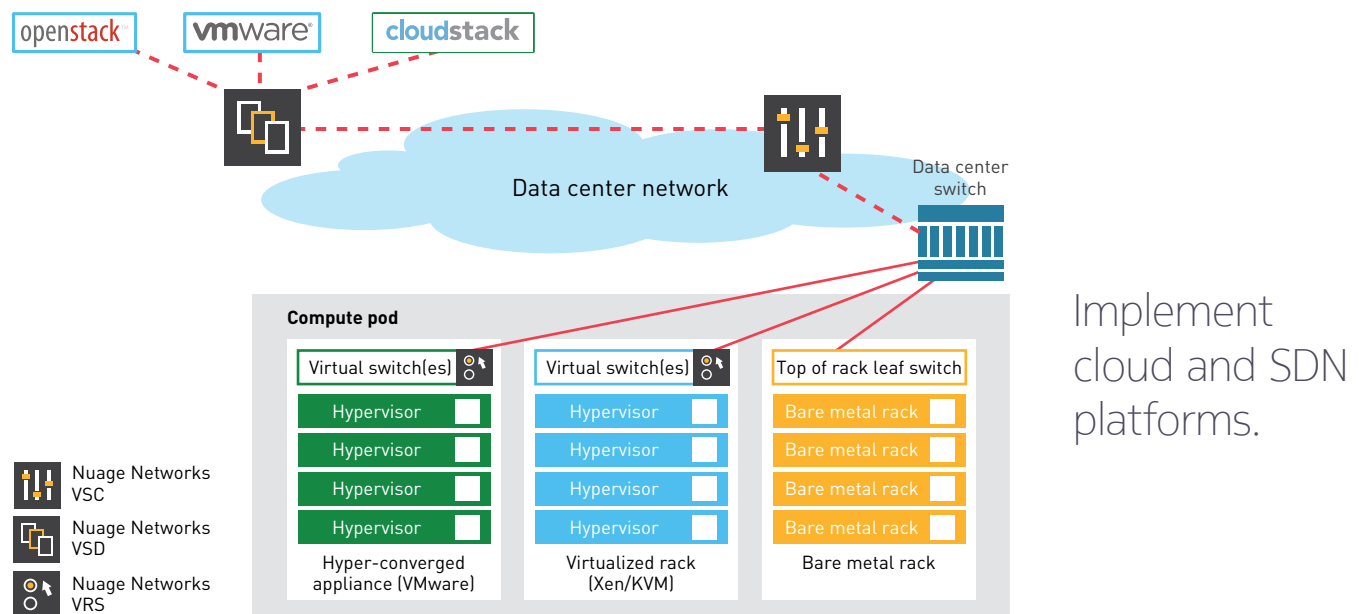 openstack™
vmware®
cloudstack
Data center network
Data center
switch
Compute pod
Virtual switch(es)
Hypervisor
Hypervisor
Hypervisor
Hypervisor
Hyper-converged
appliance (VMware)
Virtual switch(es)
Hypervisor
Hypervisor
Hypervisor
Hypervisor
Virtualized rack
(Xen/KVM)
Top of rack leaf switch
Bare metal rack
Bare metal rack
Bare metal rack
Bare metal rack
Bare metal rack
Implement
cloud and SDN
platforms.
Nuage Networks
VSC
Nuage Networks
VSD
Nuage Networks
VRS